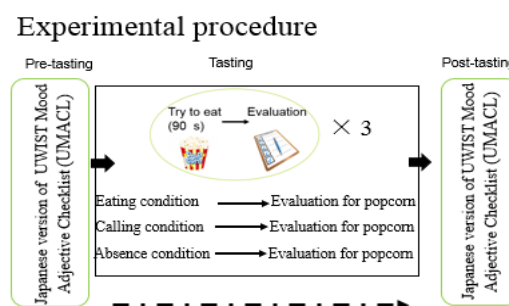 Experimental procedure
Pre-tasting
Tasting
Post-tasting
Japanese version of UWIST Mood
Adjective Checklist (UMACL)
Try to eat
(90 s)
Evaluation
× 3
Eating condition
Evaluation for popcorn
Calling condition
Evaluation for popcorn
Absence condition
Evaluation for popcorn
Japanese version of UWIST Mood
Adjective Checklist (UMACL)